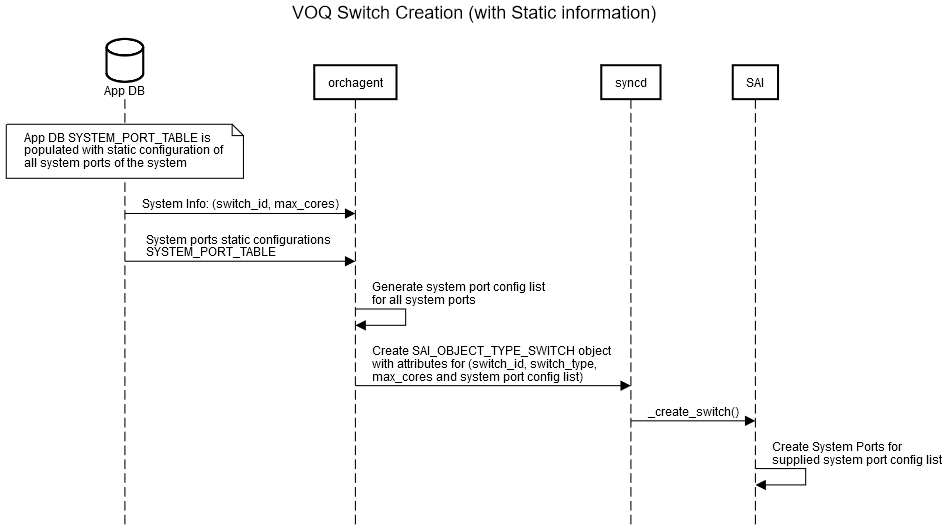 VOQ Switch Creation (with Static information)
App DB
orchagent
syncd
SAI
App DB SYSTEM_PORT_TABLE is
populated with static configuration of
all system ports of the system
System Info: (switch_id, max_cores)
System ports static configurations
SYSTEM_PORT_TABLE
Generate system port config list
for all system ports
Create SAI_OBJECT_TYPE_SWITCH object
with attributes for (switch_id, switch_type,
max_cores and system port config list)
_create_switch()
Create System Ports for
supplied system port config list